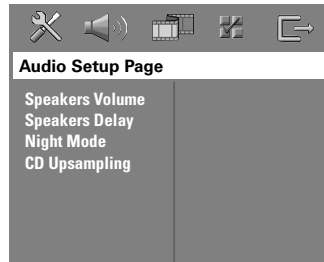 Audio Setup Page
Speakers Volume
Speakers Delay
Night Mode
CD Upsampling